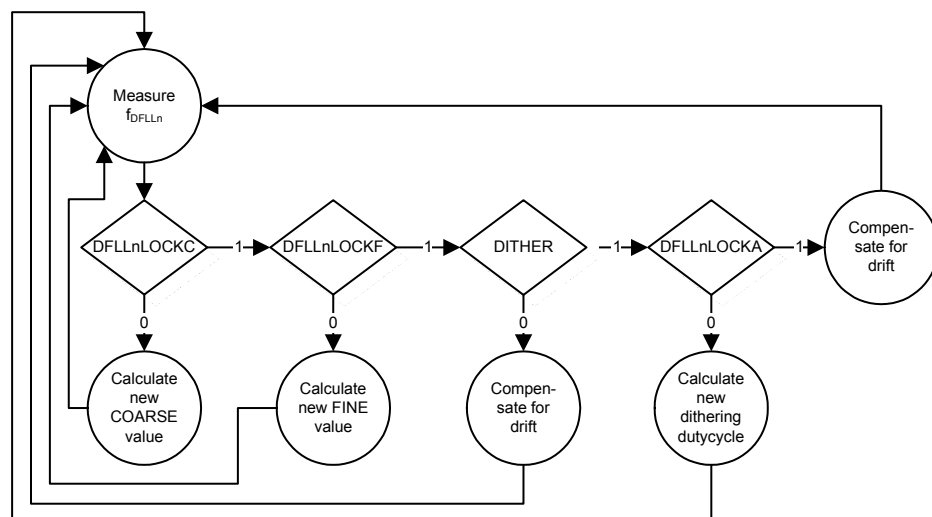 Measure
fDFLLn
DFLLnLOCKC
1
DFLLnLOCKF
1
DITHER
1
DFLLnLOCKA
1
Compen-
sate for
drift
0
0
0
0
Calculate
new
COARSE
value
Calculate
new FINE
value
Compen-
sate for
drift
Calculate
new
dithering
dutycycle